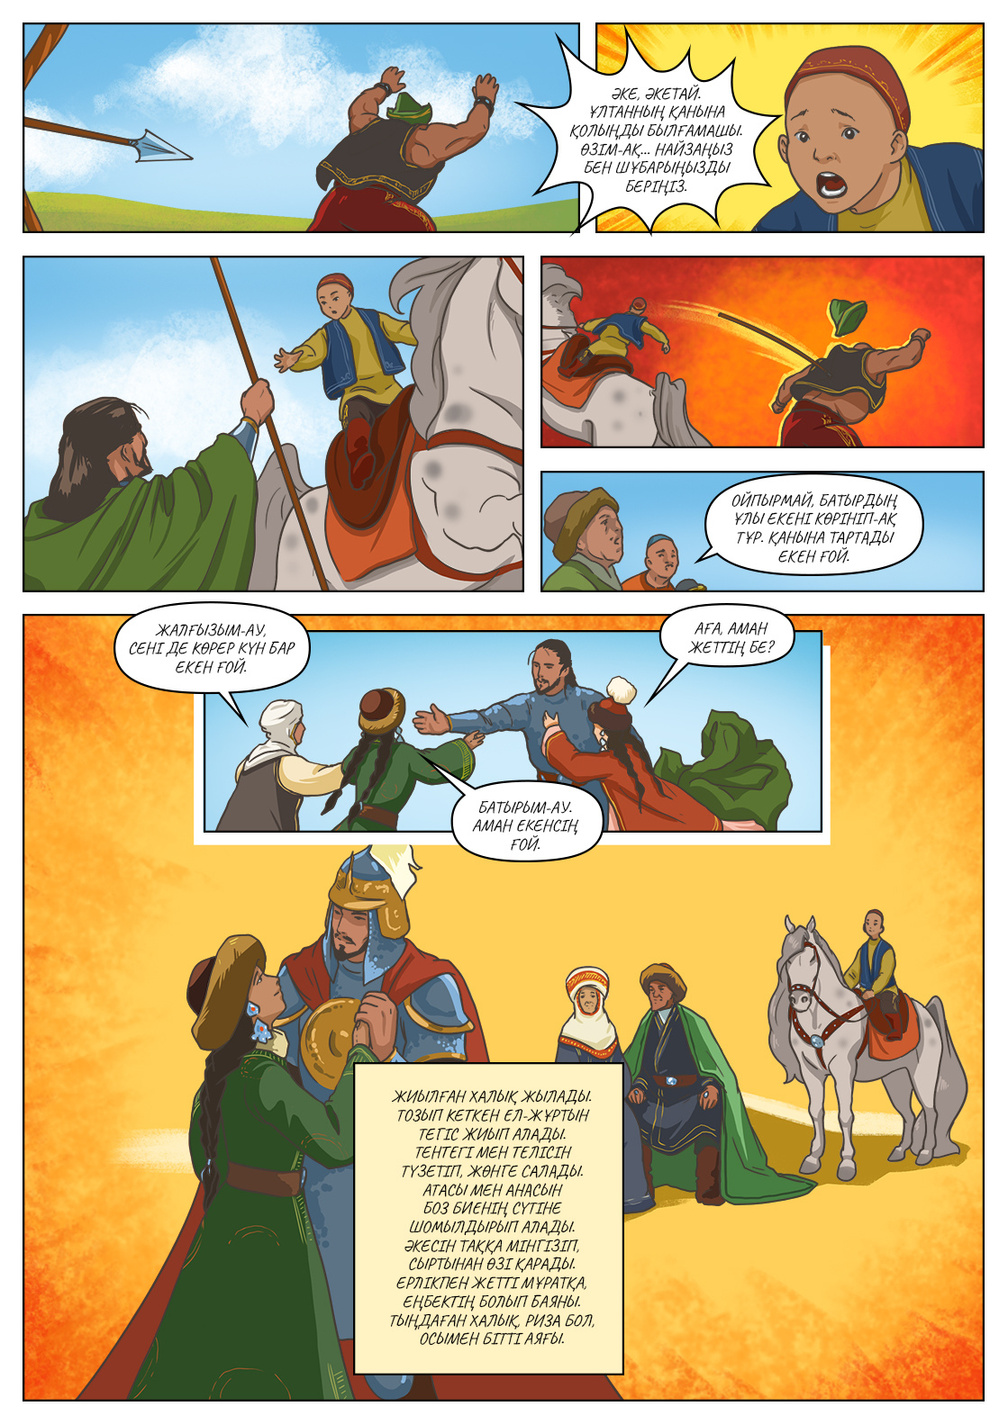 ӘКЕ, ӘКЕТАЙ.
ҰЛТАННЫҢ ҚАНЫНА
ҚОЛЫҢДЫ БЫЛҒАМАШЫ.
ӨЗІМ-АҚ... НАЙЗАҢЫЗ
БЕН ШҰБАРЫҢЫЗДЫ
БЕРІҢІЗ.
ОЙПЫРМАЙ, БАТЫРДЫҢ
ҰЛЫ ЕКЕНІ КӨРІНІП-АҚ
ТҰР. ҚАНЫНА ТАРТАДЫ
ЕКЕН ҒОЙ.
ЖАЛҒЫЗЫМ-АУ,
СЕНІ ДЕ КӨРЕР КҮН БАР
ЕКЕН ҒОЙ.
АҒА, АМАН
ЖЕТТІҢ БЕ?
БАТЫРЫМ-АУ.
АМАН ЕКЕНСІҢ
ҒОЙ.
ЖИЫЛҒАН ХАЛЫҚ ЖЫЛАДЫ.
ТОЗЫП КЕТКЕН ЕЛ-ЖҰРТЫН
ТЕГІС ЖИЫП АЛАДЫ.
ТЕНТЕГІ МЕН ТЕЛІСІН
ТҮЗЕТІП, ЖӨНГЕ САЛАДЫ.
АТАСЫ МЕН АНАСЫН
БОЗ БИЕНІҢ СҮТІНЕ
ШОМЫЛДЫРЫП АЛАДЫ.
ӘКЕСІН ТАҚҚА МІНГІЗІП,
СЫРТЫНАН ӨЗІ ҚАРАДЫ.
ЕРЛІКПЕН ЖЕТТІ МҰРАТҚА,
ЕҢБЕКТІҢ БОЛЫП БАЯНЫ.
ТЫҢДАҒАН ХАЛЫҚ, РИЗА БОЛ,
ОСЫМЕН БІТТІ АЯҒЫ.